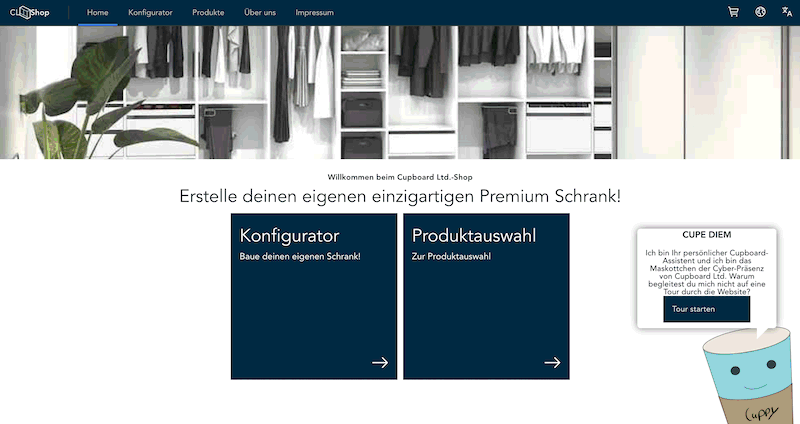 CL Shop
Home
Konfigurator
Produkte
Über uns
Impressum
Willkommen beim Cupboard Ltd.-Shop
Erstelle deinen eigenen einzigartigen Premium Schrank!
Konfigurator
Baue deinen eigenen Schrank!
Produktauswahl
Zur Produktauswahl
CUPE DIEM
Ich bin Ihr persönlicher Cupboard-
Assistent und ich bin das
Maskottchen der Cyber-Präsenz
von Cupboard Ltd. Warum
begleitest du mich nicht auf eine
Tour durch die Website?
Tour starten
Cuppy